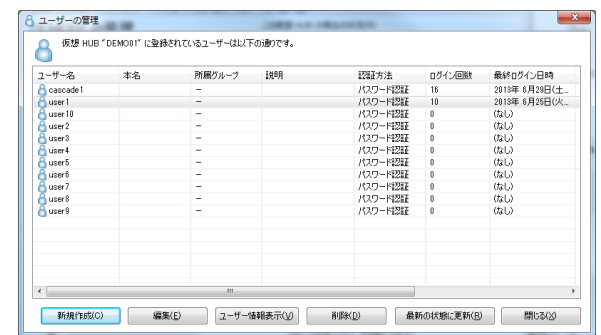 ユーザーの管理
仮想 HUB "DEMO01" に登録されているユーザーは以下の通りです。
ユーザー名 本名 所属グループ 説明 認証方法 ログイン回数 最終ログイン日時
cascade1 - パスワード認証 16 2013年 6月29日(土...
user1 - パスワード認証 10 2013年 6月25日(火...
user10 - パスワード認証 0 (なし)
user2 - パスワード認証 0 (なし)
user3 - パスワード認証 0 (なし)
user4 - パスワード認証 0 (なし)
user5 - パスワード認証 0 (なし)
user6 - パスワード認証 0 (なし)
user7 - パスワード認証 0 (なし)
user8 - パスワード認証 0 (なし)
user9 - パスワード認証 0 (なし)
新規作成(C) 編集(E) ユーザー情報表示(V) 削除(D) 最新の状態に更新(R) 閉じる(X)